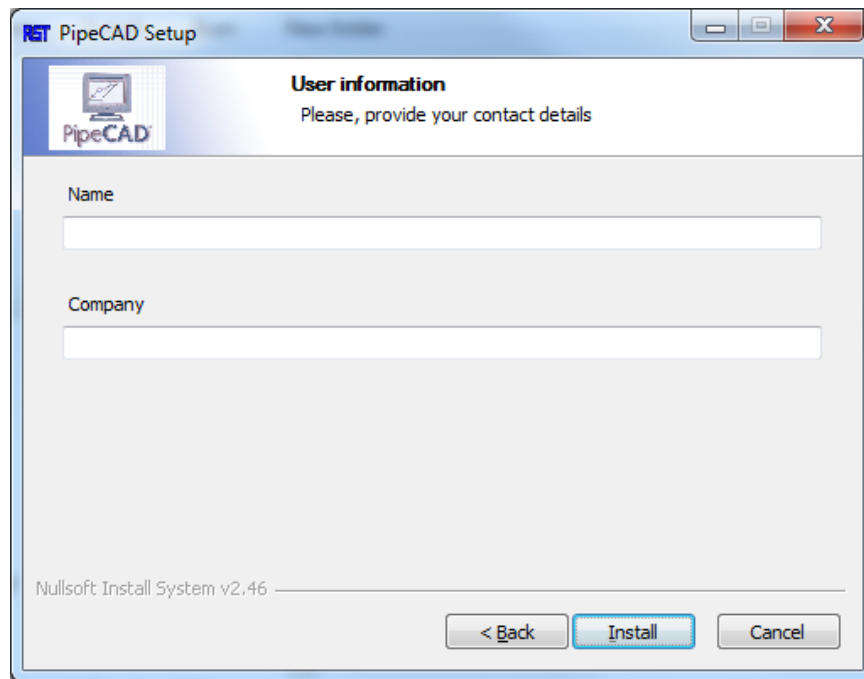 RST PipeCAD Setup
PipeCAD
User information
Please, provide your contact details
Name
Company
Nullsoft Install System v2.46
< Back
Install
Cancel